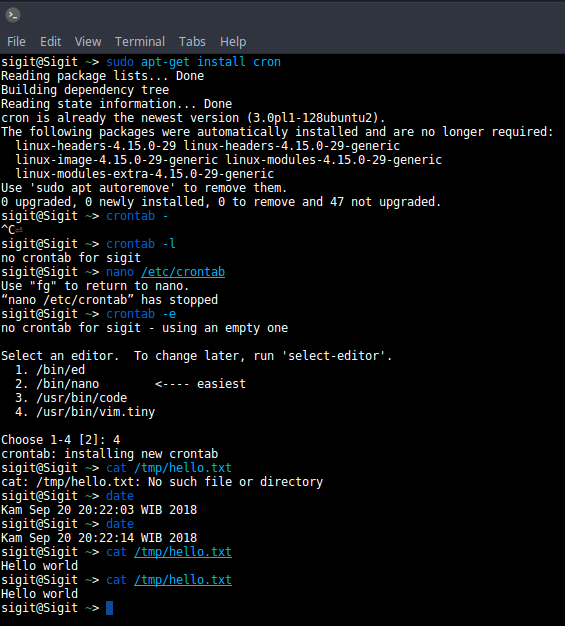 File Edit View Terminal Tabs Help
sigit@Sigit ~> sudo apt-get install cron
Reading package lists... Done
Building dependency tree
Reading state information... Done
cron is already the newest version (3.0pl1-128ubuntu2).
The following packages were automatically installed and are no longer required:
  linux-headers-4.15.0-29 linux-headers-4.15.0-29-generic
  linux-image-4.15.0-29-generic linux-modules-4.15.0-29-generic
  linux-modules-extra-4.15.0-29-generic
Use 'sudo apt autoremove' to remove them.
0 upgraded, 0 newly installed, 0 to remove and 47 not upgraded.
sigit@Sigit ~> crontab -
^C⏎
sigit@Sigit ~> crontab -l
no crontab for sigit
sigit@Sigit ~> nano /etc/crontab
Use "fg" to return to nano.
“nano /etc/crontab” has stopped
sigit@Sigit ~> crontab -e
no crontab for sigit - using an empty one

Select an editor.  To change later, run 'select-editor'.
  1. /bin/ed
  2. /bin/nano        <---- easiest
  3. /usr/bin/code
  4. /usr/bin/vim.tiny

Choose 1-4 [2]: 4
crontab: installing new crontab
sigit@Sigit ~> cat /tmp/hello.txt
cat: /tmp/hello.txt: No such file or directory
sigit@Sigit ~> date
Kam Sep 20 20:22:03 WIB 2018
sigit@Sigit ~> date
Kam Sep 20 20:22:14 WIB 2018
sigit@Sigit ~> cat /tmp/hello.txt
Hello world
sigit@Sigit ~> cat /tmp/hello.txt
Hello world
sigit@Sigit ~>